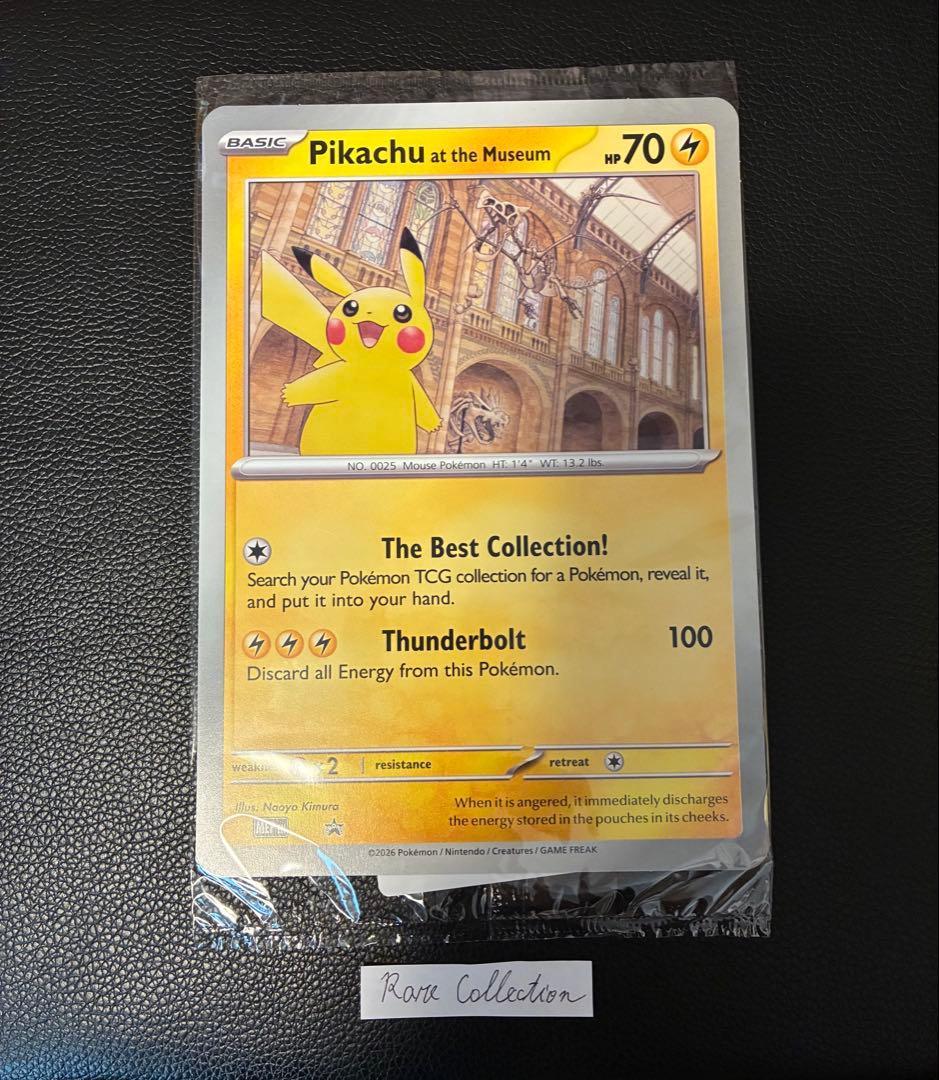 BASIC Pikachu at the Museum HP 70
NO. 0025 Mouse Pokémon HT: 1'4" WT: 13.2 lbs.
The Best Collection!
Search your Pokémon TCG collection for a Pokémon, reveal it,
and put it into your hand.
Thunderbolt 100
Discard all Energy from this Pokémon.
resistance retreat
When it is angered, it immediately discharges
the energy stored in the pouches in its cheeks.
Illus. Naoyo Kimura
©2026 Pokémon / Nintendo / Creatures / GAME FREAK
Rare Collection